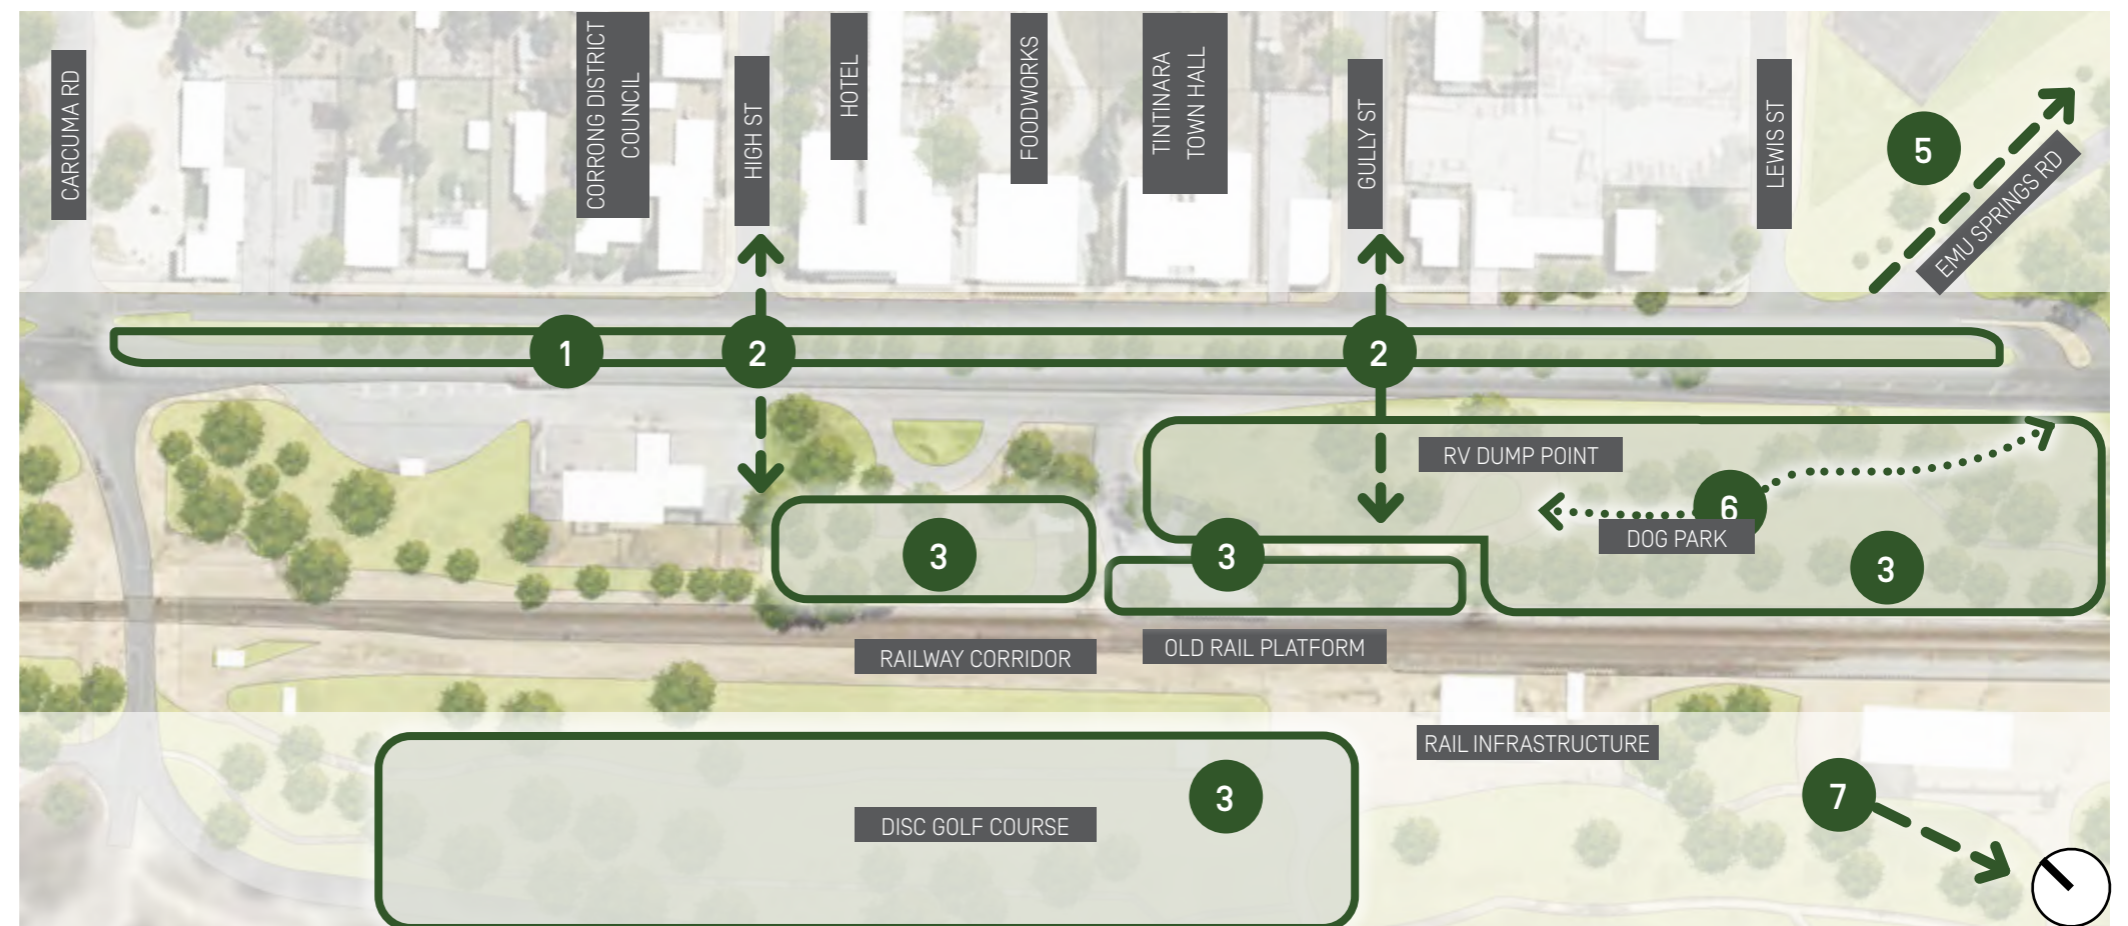 CARCUMA RD
CORRONG DISTRICT
COUNCIL
HIGH ST
HOTEL
FOODWORKS
TINTINARA
TOWN HALL
GULLY ST
LEWIS ST
5
EMU SPRINGS RD
1
2
2
RV DUMP POINT
6
DOG PARK
3
3
3
RAILWAY CORRIDOR
OLD RAIL PLATFORM
RAIL INFRASTRUCTURE
3
DISC GOLF COURSE
7